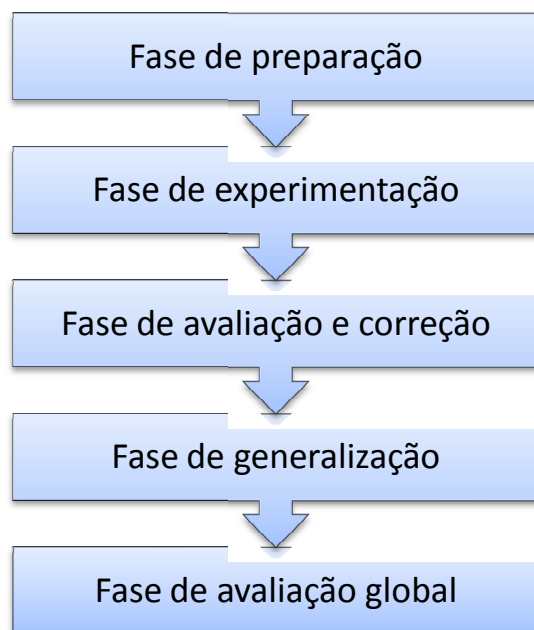 Fase de preparação
Fase de experimentação
Fase de avaliação e correção
Fase de generalização
Fase de avaliação global